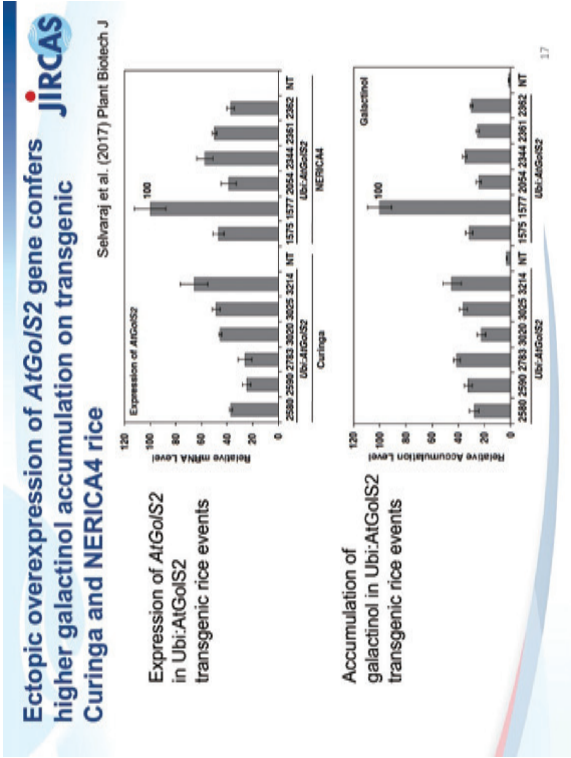 Ectopic overexpression of AtGolS2 gene confers
higher galactinol accumulation on transgenic
Curinga and NERICA4 rice
JIRCAS
Selvaraj et al. (2017) Plant Biotech J
Expression of AtGolS2
in Ubi:AtGolS2
transgenic rice events
Relative mRNA Level
120
100
80
60
40
20
0
Expression of AtGolS2
100
2580 2590 2783 3020 3025 3214 NT 1575 1577 2054 2344 2361 2362 NT
Ubi:AtGolS2 Ubi:AtGolS2
Curinga NERICA4
Accumulation of
galactinol in Ubi:AtGolS2
transgenic rice events
Relative Accumulation Level
120
100
80
60
40
20
0
Galactinol
100
2580 2590 2783 3020 3025 3214 NT 1575 1577 2054 2344 2361 2362 NT
Ubi:AtGolS2 Ubi:AtGolS2
17